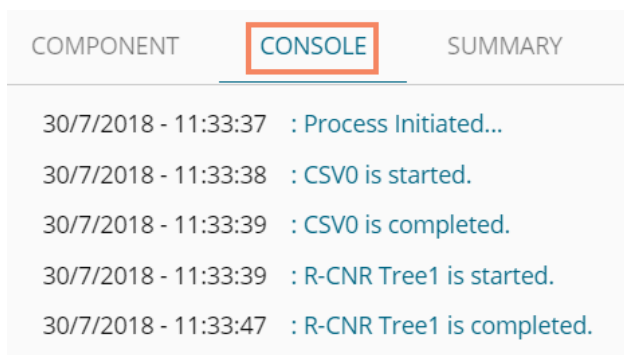 COMPONENT CONSOLE SUMMARY
30/7/2018 - 11:33:37 : Process Initiated...
30/7/2018 - 11:33:38 : CSV0 is started.
30/7/2018 - 11:33:39 : CSV0 is completed.
30/7/2018 - 11:33:39 : R-CNR Tree1 is started.
30/7/2018 - 11:33:47 : R-CNR Tree1 is completed.